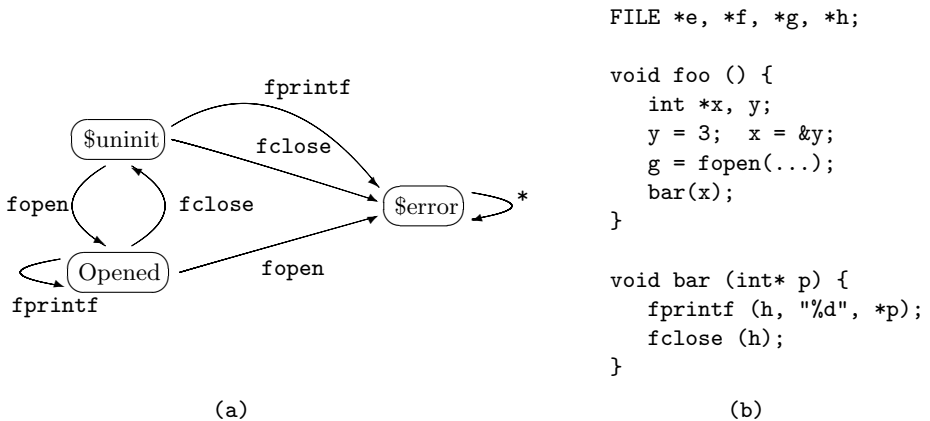 fprintf
$uninit
fclose
fopen
fclose
$error
*
Opened
fopen
fprintf
(a)
FILE *e, *f, *g, *h;
void foo () {
int *x, y;
y = 3;  x = &y;
g = fopen(...);
bar(x);
}
void bar (int* p) {
fprintf (h, "%d", *p);
fclose (h);
}
(b)